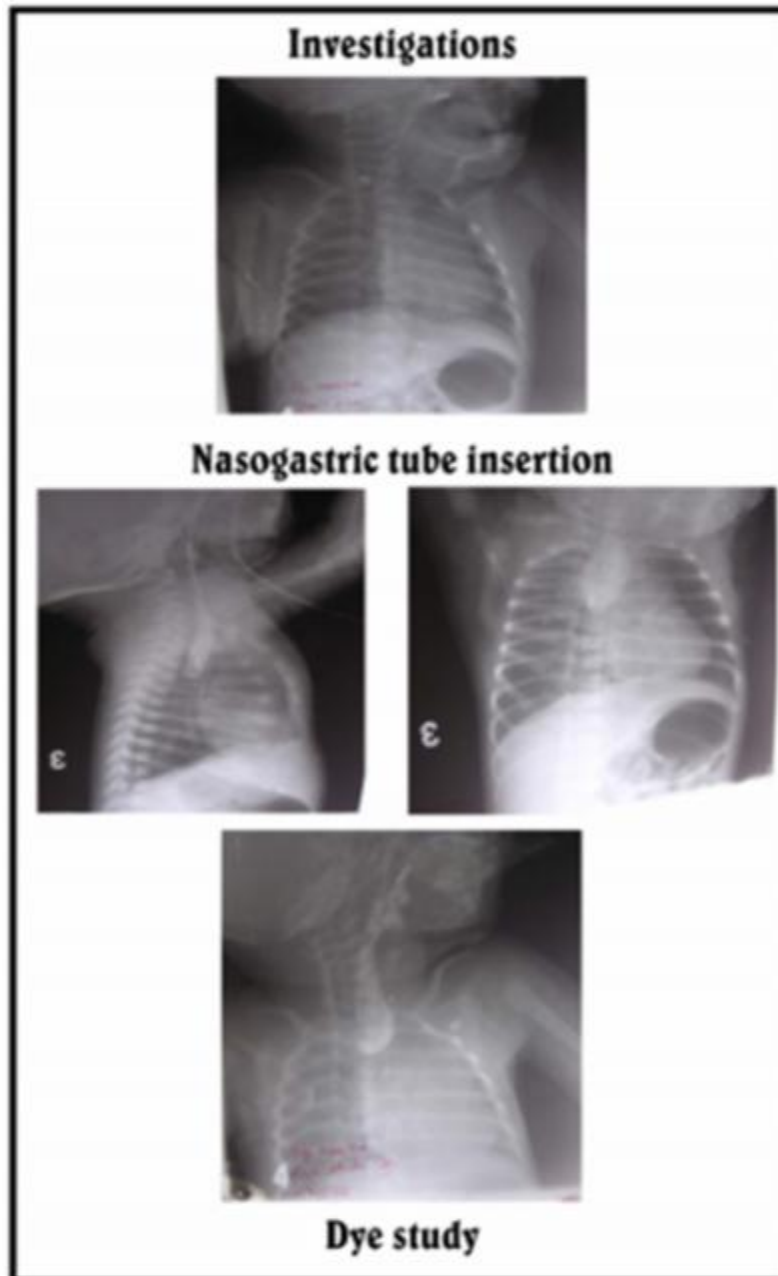 Investigations
Nasogastric tube insertion
ε
ε
Dye study